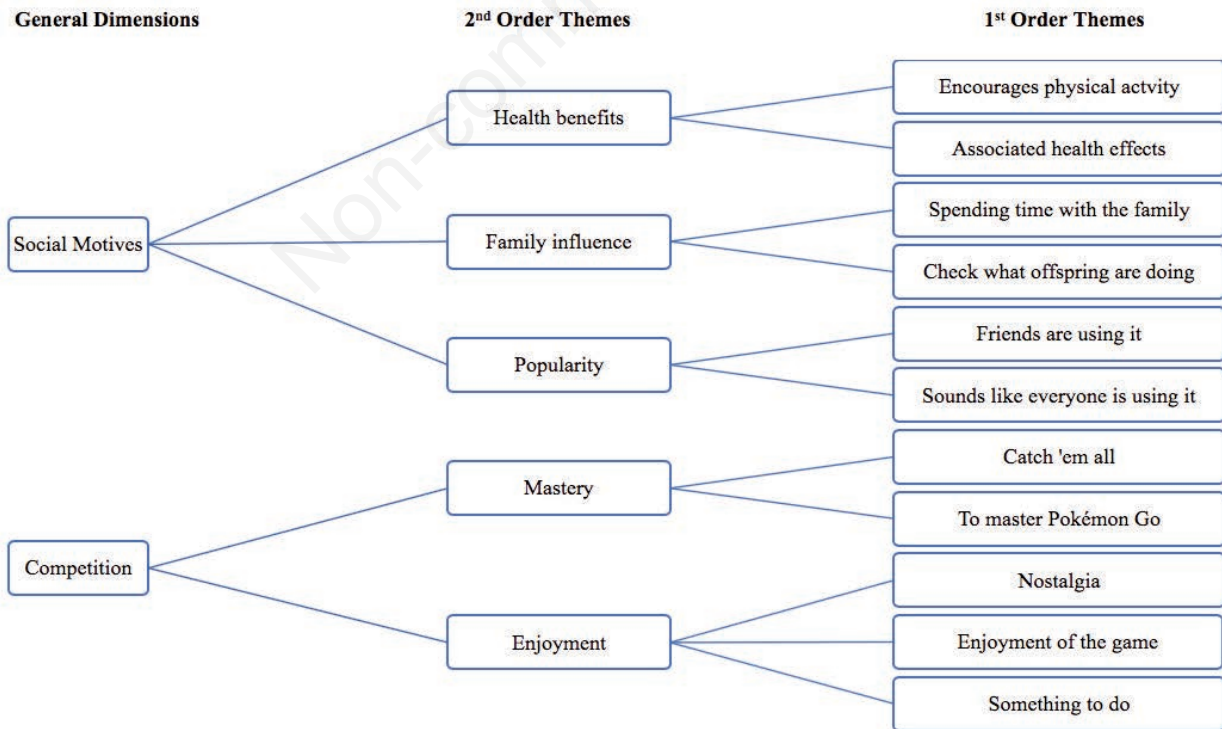 General Dimensions
2nd Order Themes
1st Order Themes
Encourages physical actvity
Health benefits
Associated health effects
Spending time with the family
Social Motives
Family influence
Check what offspring are doing
Friends are using it
Popularity
Sounds like everyone is using it
Catch 'em all
Mastery
To master Pokémon Go
Competition
Nostalgia
Enjoyment
Enjoyment of the game
Something to do
Non-com